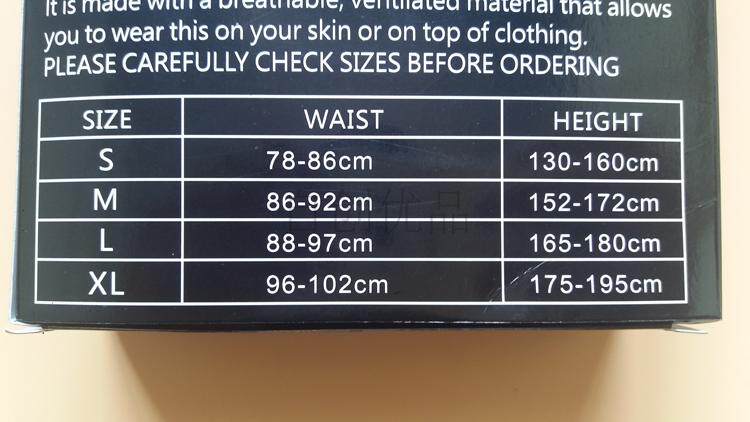 It is made with a breathable, ventilated material that allows
you to wear this on your skin or on top of clothing.
PLEASE CAREFULLY CHECK SIZES BEFORE ORDERING
SIZE WAIST HEIGHT
S 78-86cm 130-160cm
M 86-92cm 152-172cm
L 88-97cm 165-180cm
XL 96-102cm 175-195cm